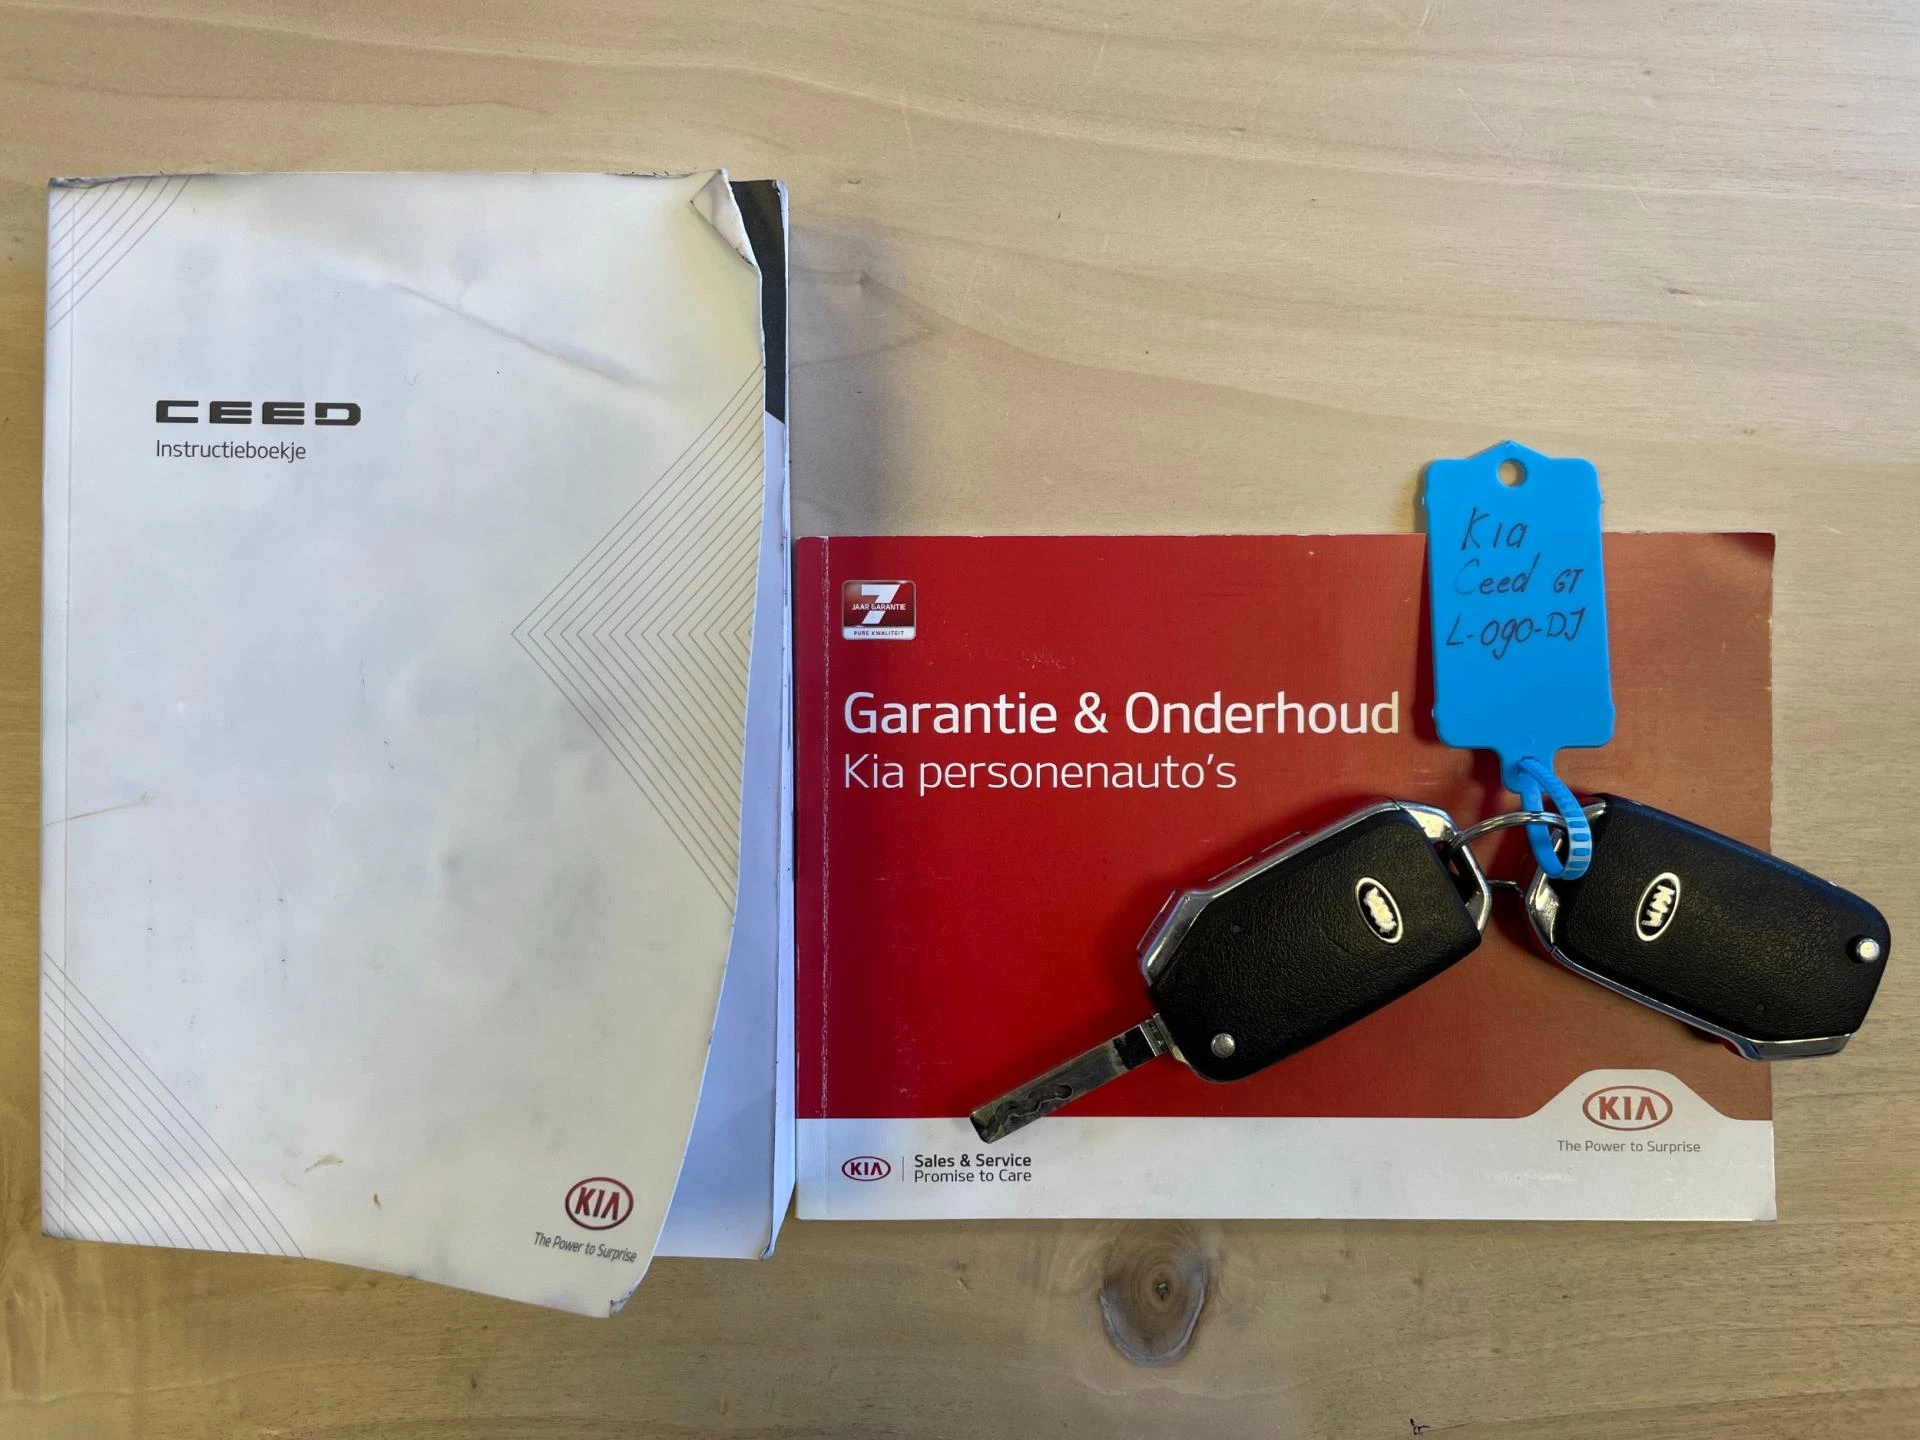 CEED
Instructieboekje
KIA
The Power to Surprise
7
JAAR GARANTIE
PURE KWALITEIT
Garantie & Onderhoud
Kia personenauto's
KIA
Sales & Service
Promise to Care
KIA
The Power to Surprise
Kia
Ceed GT
L-090-DJ
KIA